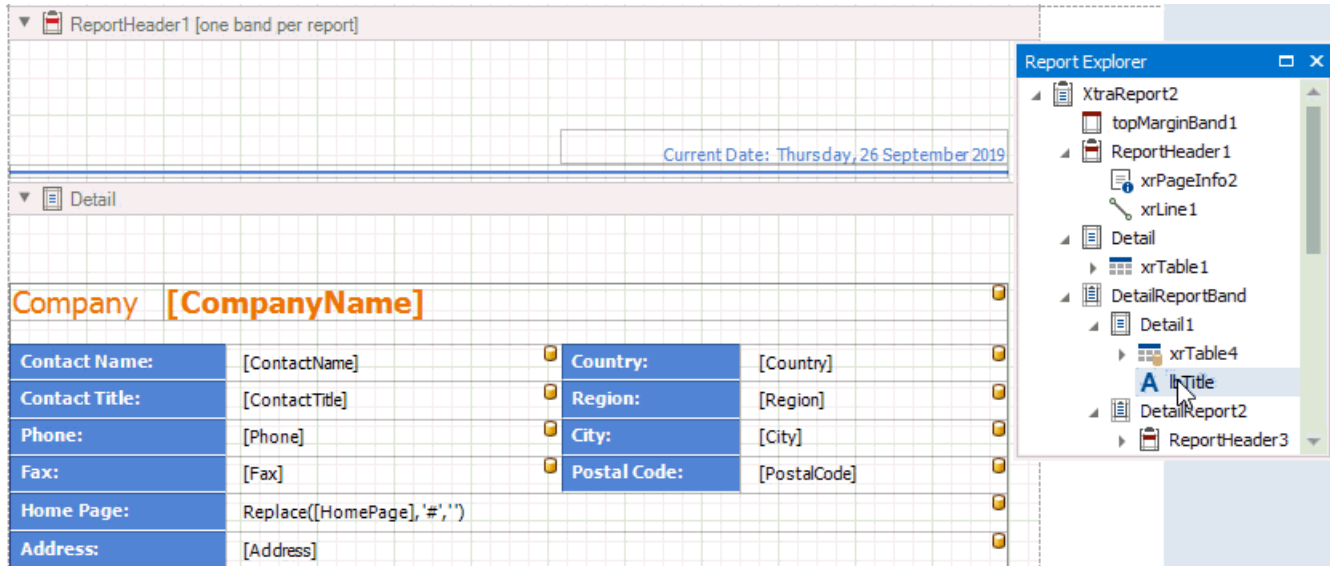 ReportHeader1 [one band per report]
Current Date: Thursday, 26 September 2019
Detail
Company [CompanyName]
Contact Name: [ContactName] Country: [Country]
Contact Title: [ContactTitle] Region: [Region]
Phone: [Phone] City: [City]
Fax: [Fax] Postal Code: [PostalCode]
Home Page: Replace([HomePage],'#','')
Address: [Address]
Report Explorer
XtraReport2
topMarginBand1
ReportHeader1
xrPageInfo2
xrLine1
Detail
xrTable1
DetailReportBand
Detail1
xrTable4
A
DetailReport2
ReportHeader3